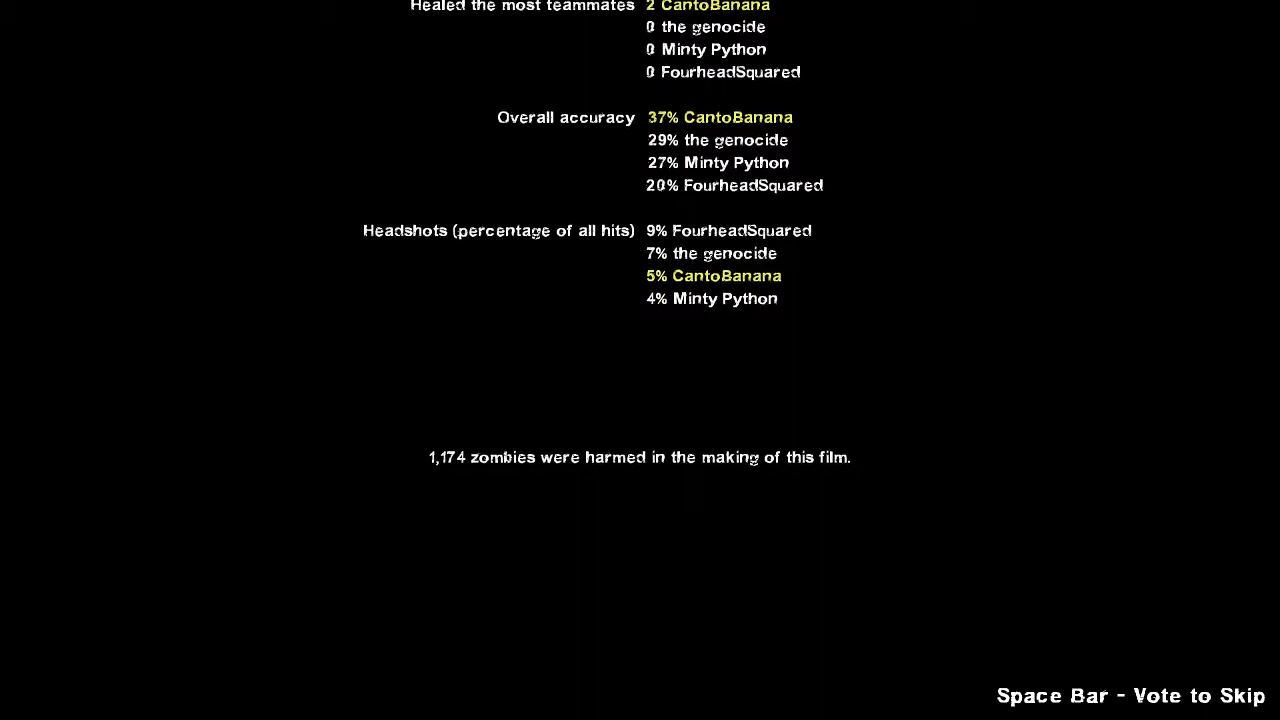 Healed the most teammates 2 CantoBanana
0 the genocide
0 Minty Python
0 FourheadSquared
Overall accuracy 37% CantoBanana
29% the genocide
27% Minty Python
20% FourheadSquared
Headshots (percentage of all hits) 9% FourheadSquared
7% the genocide
5% CantoBanana
4% Minty Python
1,174 zombies were harmed in the making of this film.
Space Bar - Vote to Skip